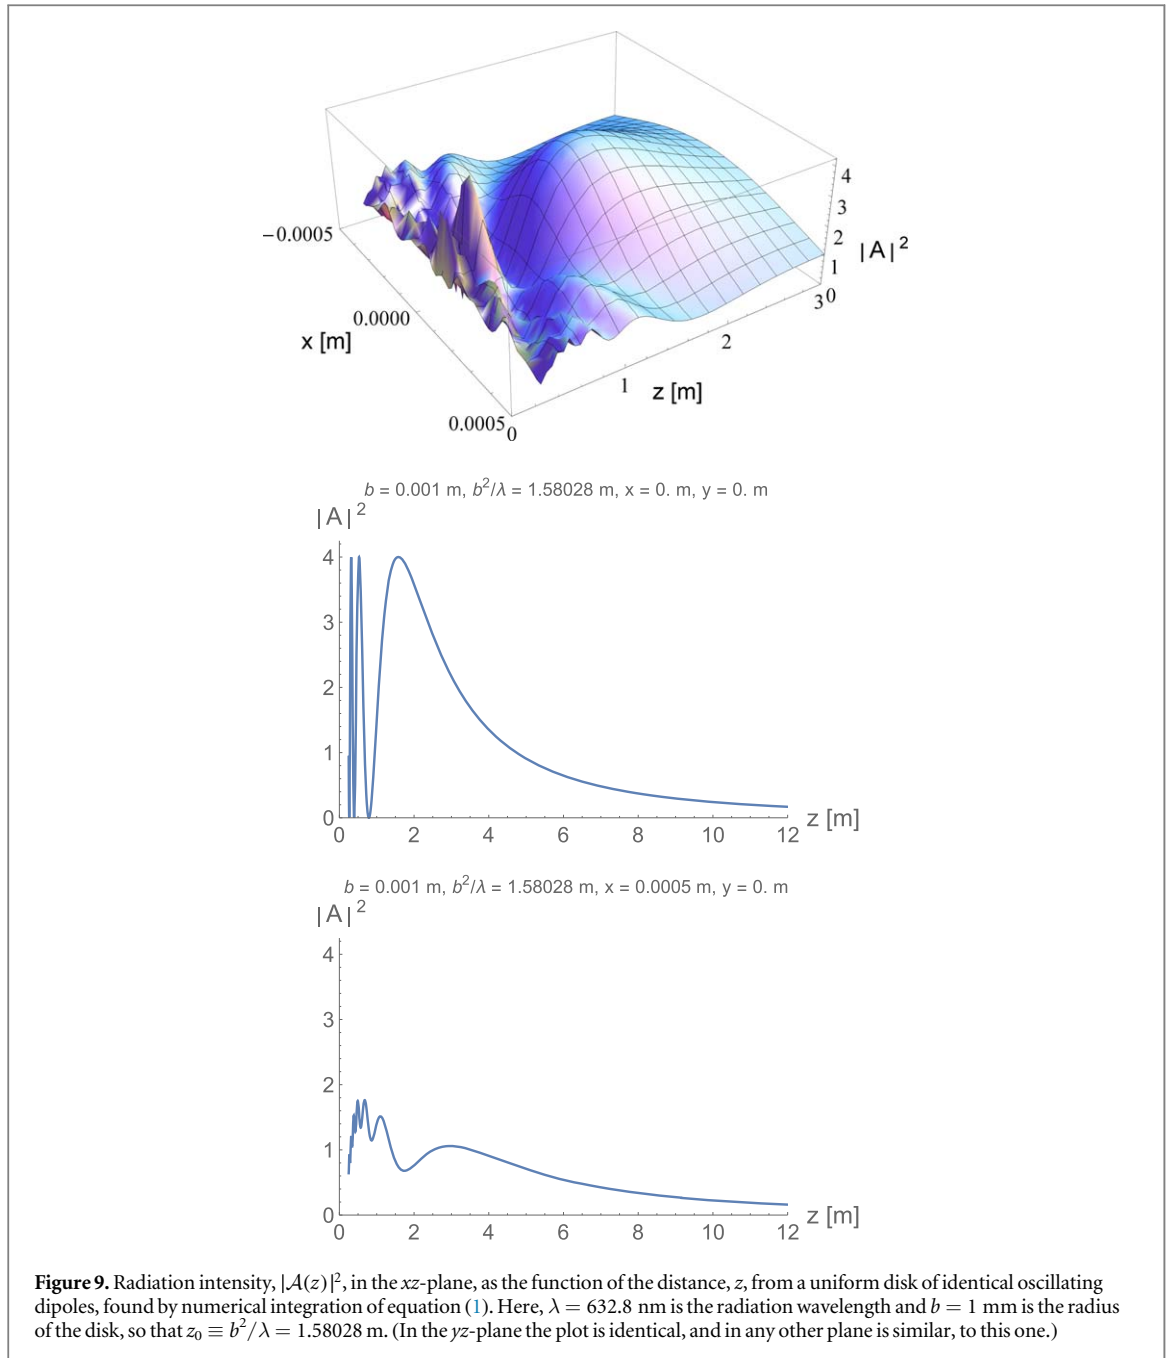 4
3
2
1
0
|A| 2
−0.0005
0.0000
0.0005
x [m]
0
1
2
3
z [m]
b = 0.001 m, b2/λ = 1.58028 m, x = 0. m, y = 0. m
|A| 2
4
3
2
1
0
0 2 4 6 8 10 12 z [m]
b = 0.001 m, b2/λ = 1.58028 m, x = 0.0005 m, y = 0. m
|A| 2
4
3
2
1
0
0 2 4 6 8 10 12 z [m]
Figure 9. Radiation intensity, |𝒜(z)|2, in the xz-plane, as the function of the distance, z, from a uniform disk of identical oscillating
dipoles, found by numerical integration of equation (1). Here, λ = 632.8 nm is the radiation wavelength and b = 1 mm is the radius
of the disk, so that z0 ≡ b2/λ = 1.58028 m. (In the yz-plane the plot is identical, and in any other plane is similar, to this one.)